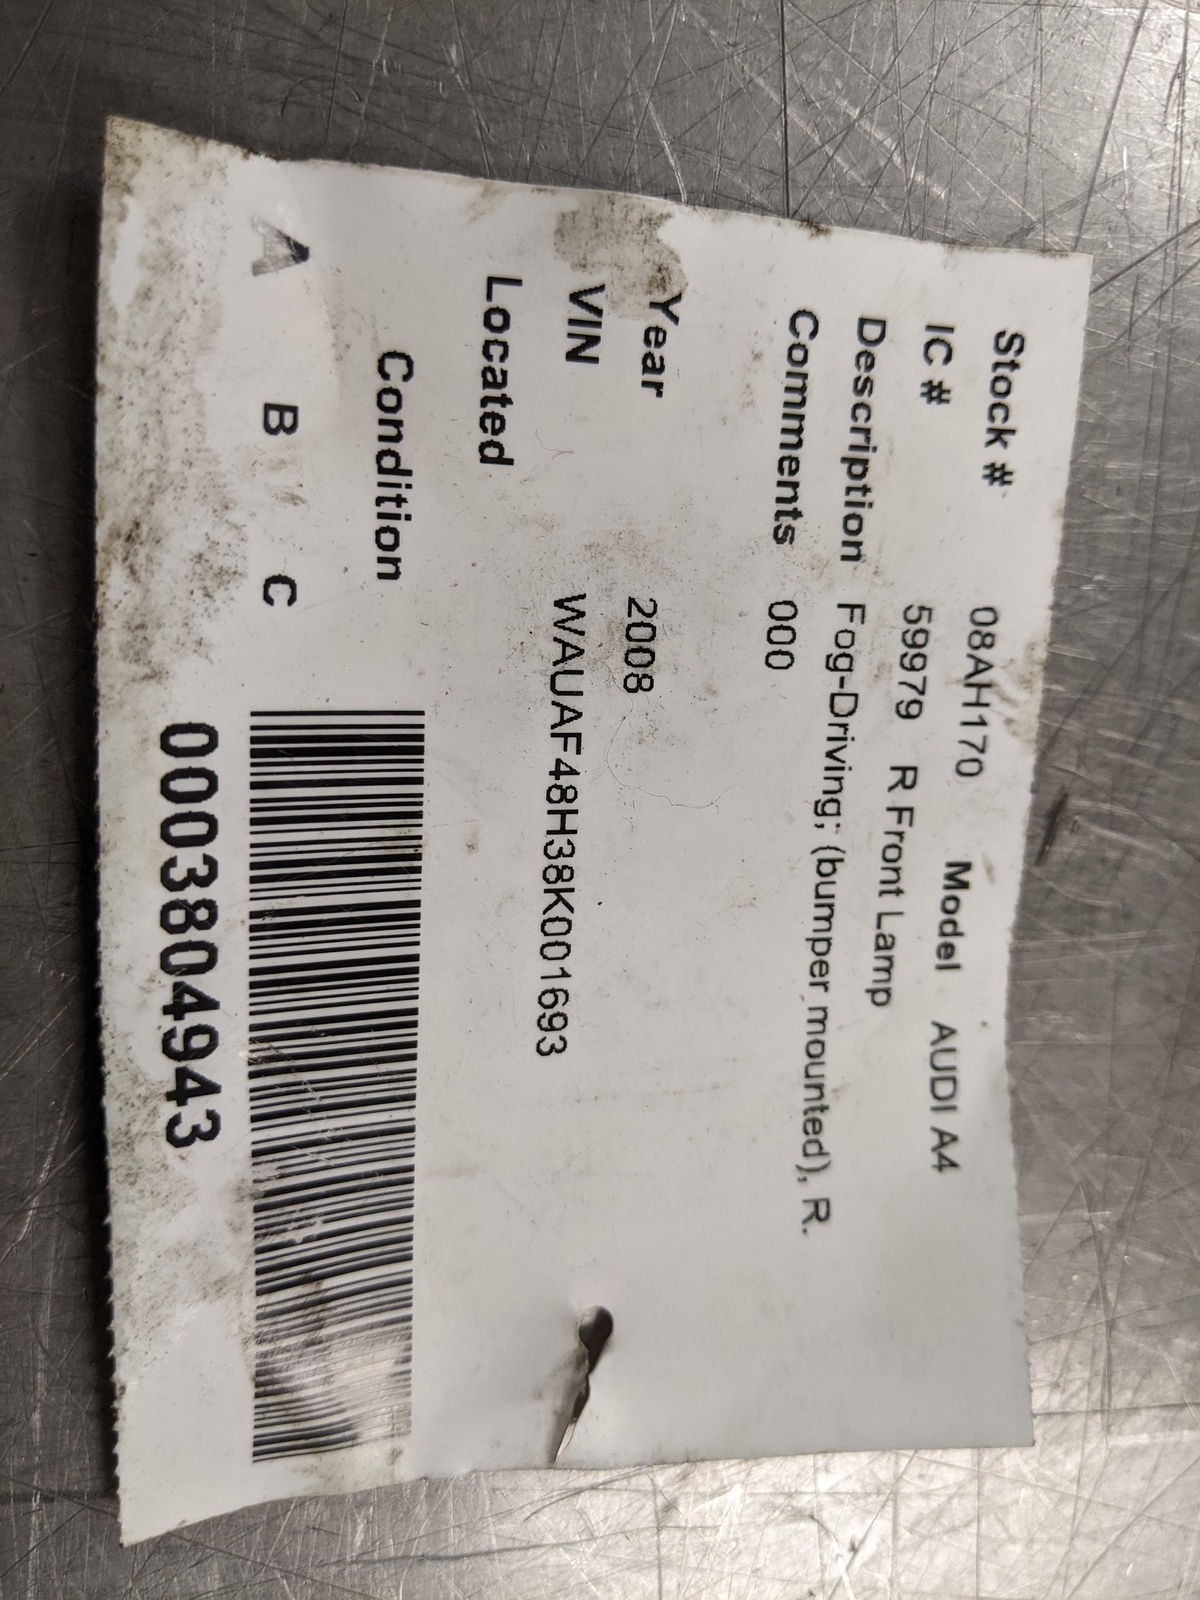 Stock # 08AH170 Model AUDI A4
IC # 59979 R Front Lamp
Description Fog-Driving; (bumper mounted), R.
Comments 000
Year 2008
VIN WAUAF48H38K001693
Located
Condition
A B C
0003804943